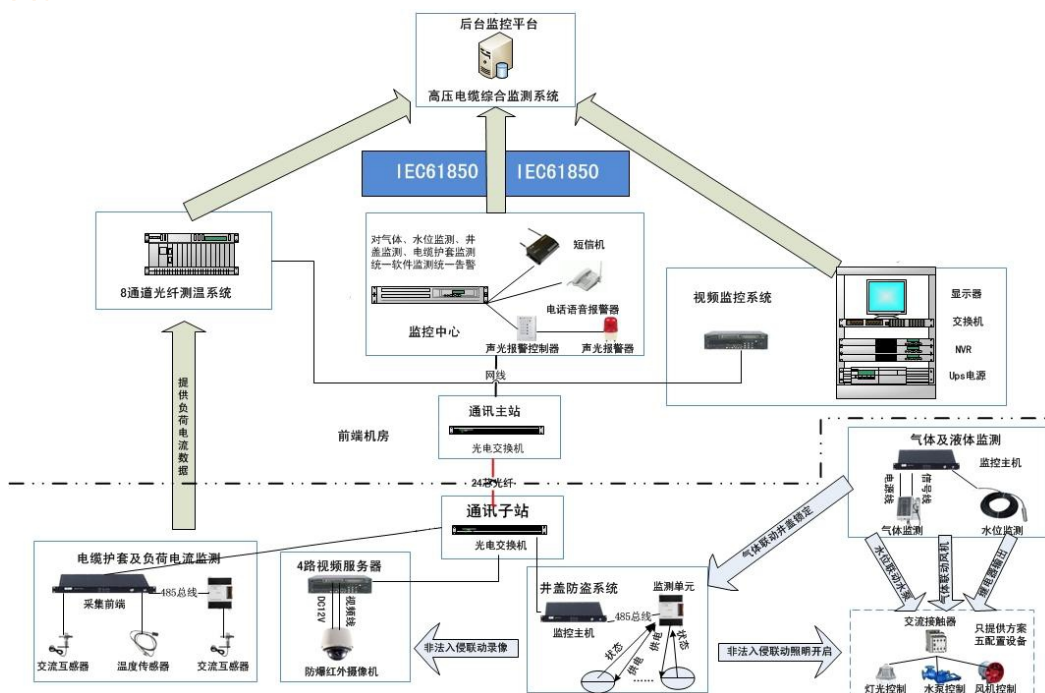 后台监控平台
高压电缆综合监测系统
IEC61850
IEC61850
8通道光纤测温系统
对气体、水位监测、井
盖监测、电缆护套监测
统一软件监测统一告警
短信机
电话语音报警器
监控中心
声光报警控制器
声光报警器
视频监控系统
显示器
交换机
NVR
Ups电源
提供负荷电流数据
网线
前端机房
通讯主站
光电交换机
24芯光纤
通讯子站
光电交换机
气体及液体监测
监控主机
电源线
信号线
气体监测
水位监测
气体联动井盖锁定
水位联动水泵
气体联动风机
继电器输出
电缆护套及负荷电流监测
采集前端
485总线
交流互感器
温度传感器
交流互感器
4路视频服务器
DC12V
视频线
防爆红外摄像机
非法入侵联动录像
井盖防盗系统
监测单元
监控主机
485总线
状态
供电
供电
状态
……
非法入侵联动照明开启
交流接触器
只提供方案
五配置设备
灯光控制
水泵控制
风机控制